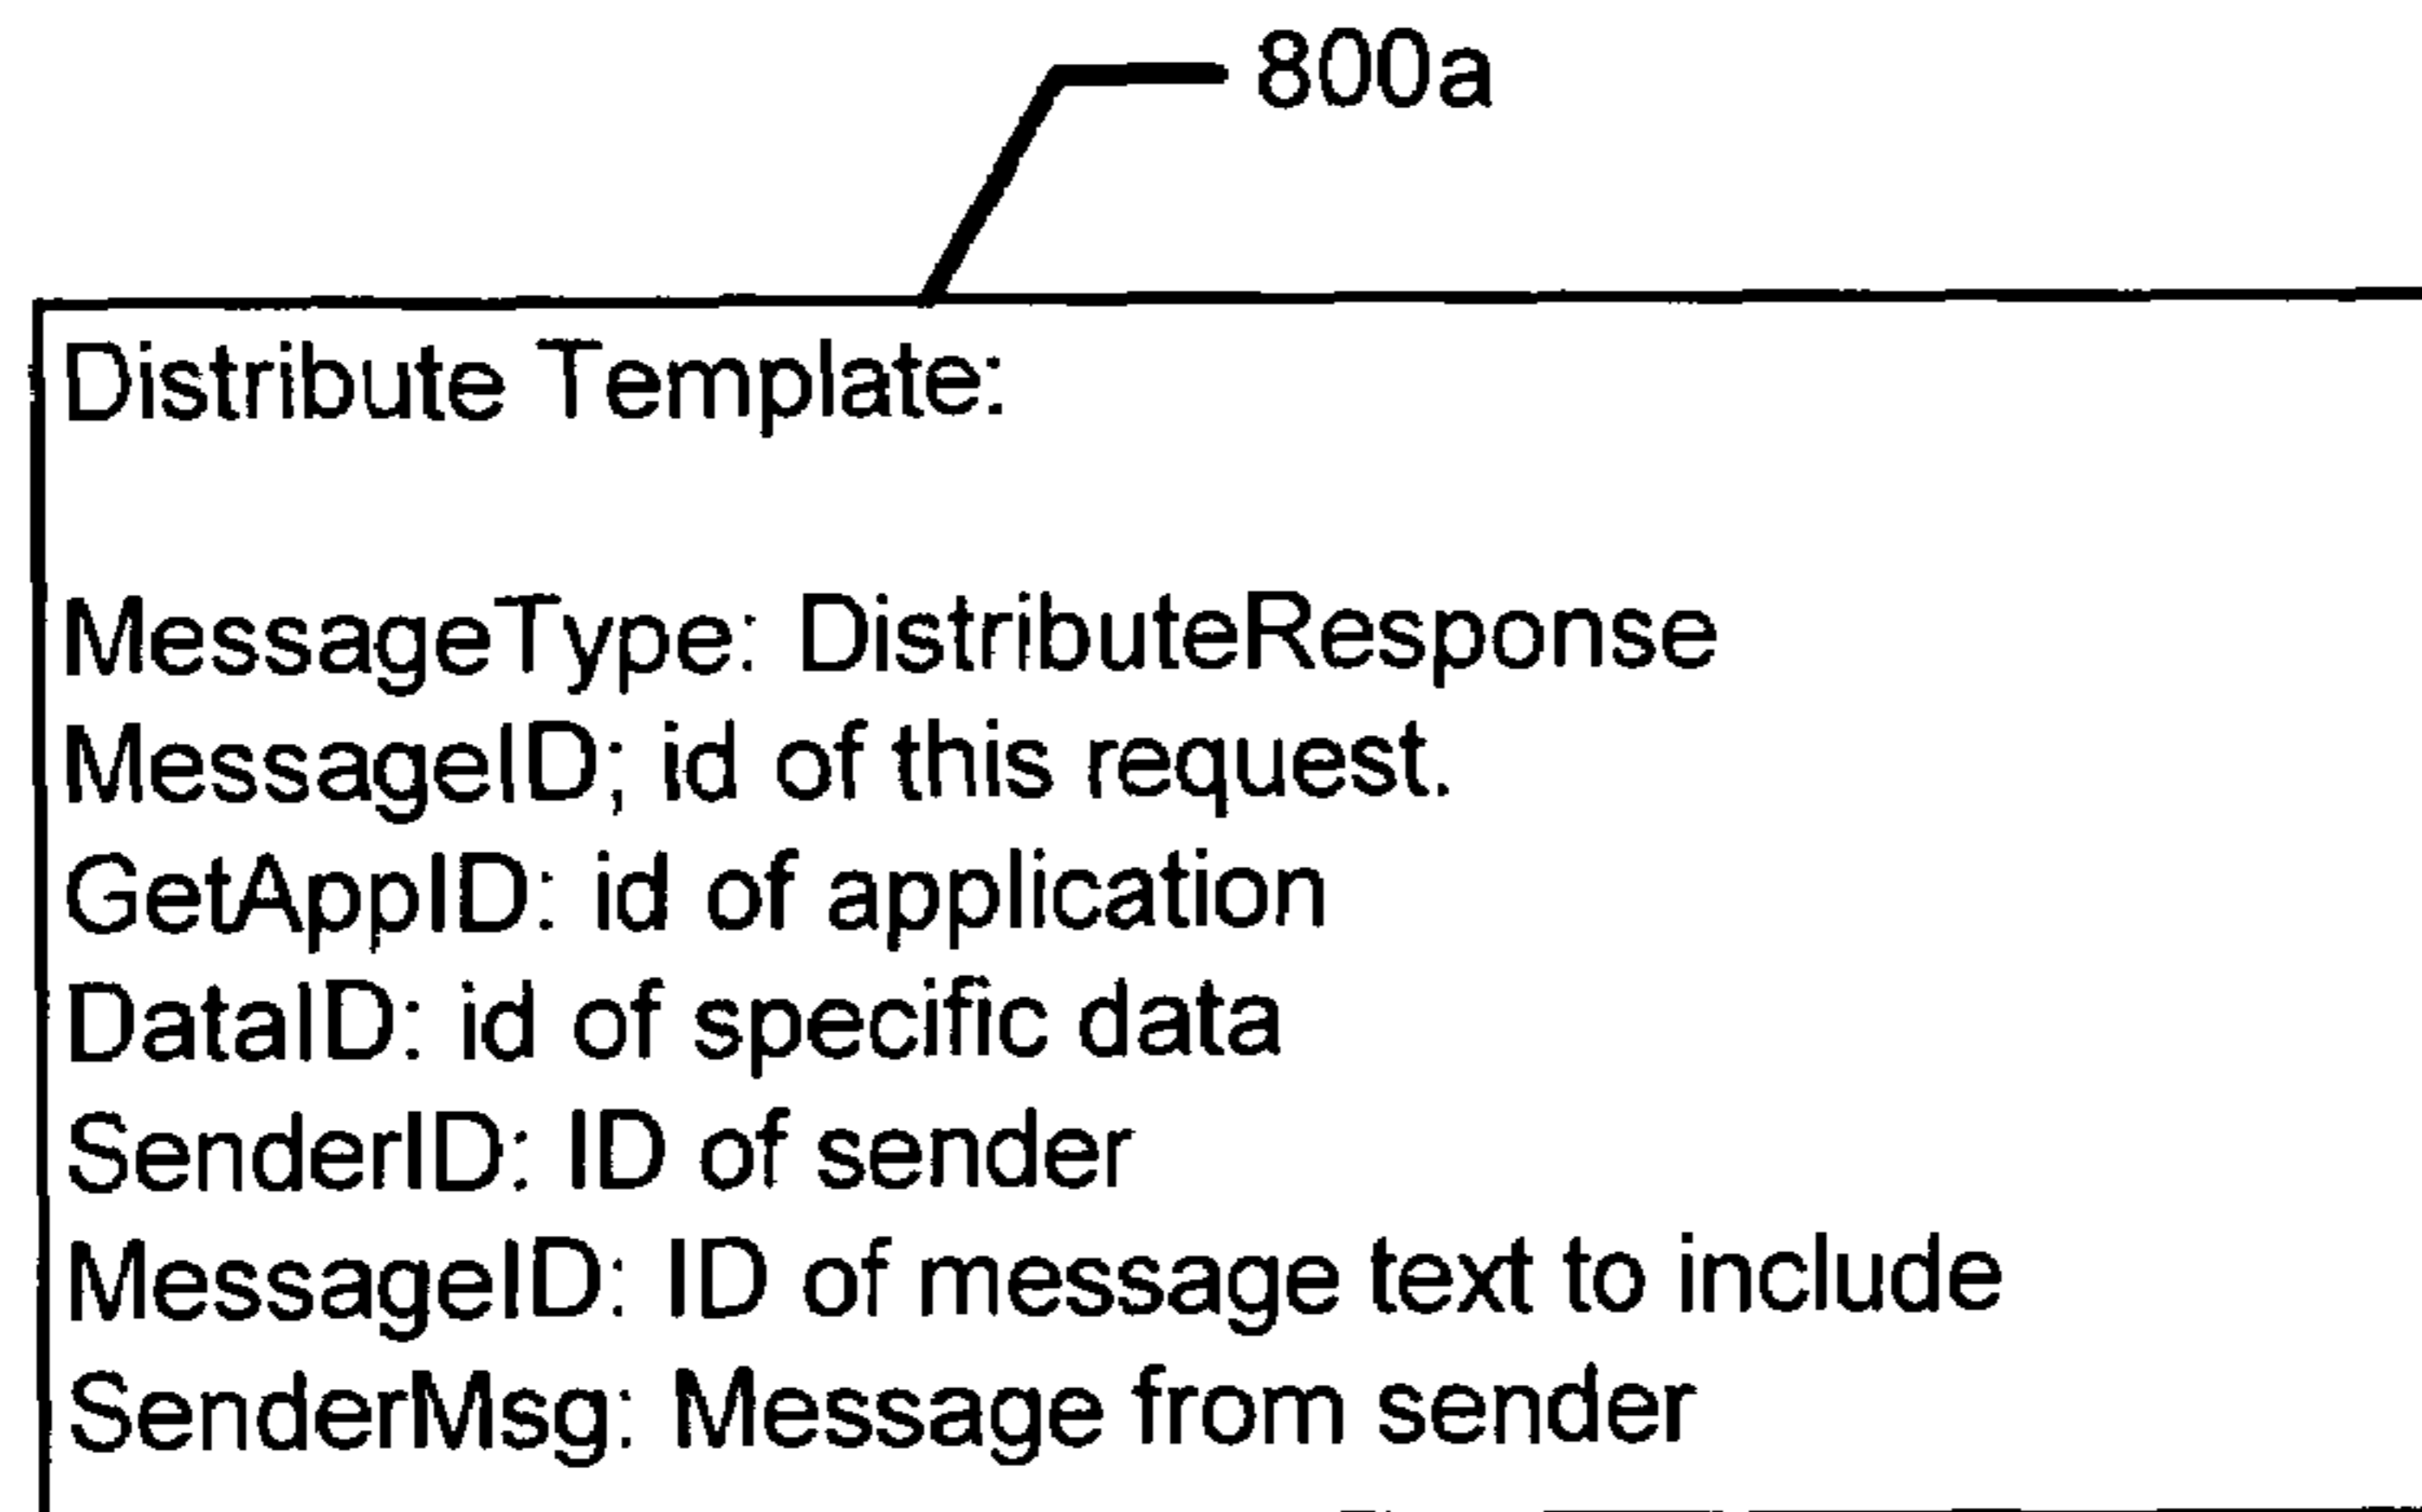 800a
Distribute Template:
MessageType: DistributeResponse
MessageID; id of this request.
GetAppID: id of application
DataID: id of specific data
SenderID: ID of sender
MessageID: ID of message text to include
SenderMsg: Message from sender